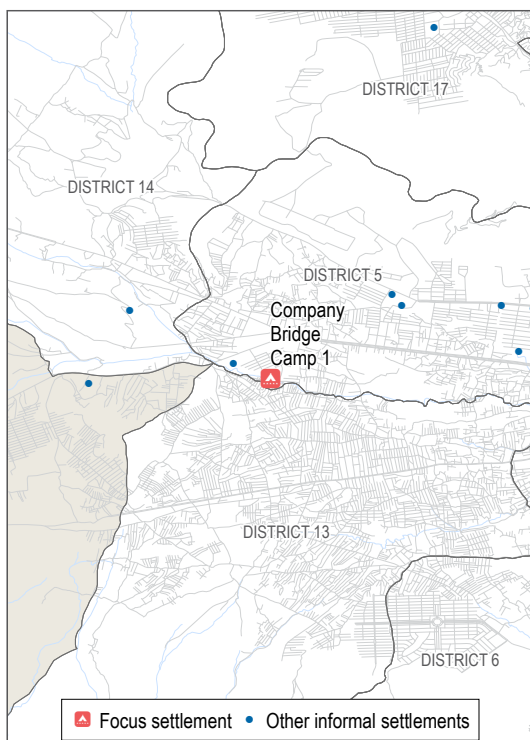 DISTRICT 17
DISTRICT 14
DISTRICT 5
Company
Bridge
Camp 1
DISTRICT 13
DISTRICT 6
Focus settlement
Other informal settlements